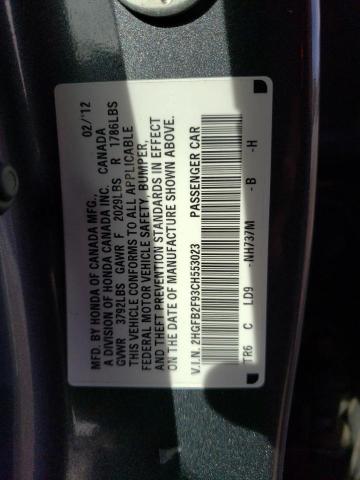 MFD. BY HONDA OF CANADA MFG., 02/'12
A DIVISION OF HONDA CANADA INC. CANADA
GVWR 3792LBS GAWR F 2029LBS R 1786LBS
THIS VEHICLE CONFORMS TO ALL APPLICABLE
FEDERAL MOTOR VEHICLE SAFETY, BUMPER,
AND THEFT PREVENTION STANDARDS IN EFFECT
ON THE DATE OF MANUFACTURE SHOWN ABOVE.
V.I.N. 2HGFB2F93CH553023 PASSENGER CAR
TR6 C LD9 -NH737M -B -H